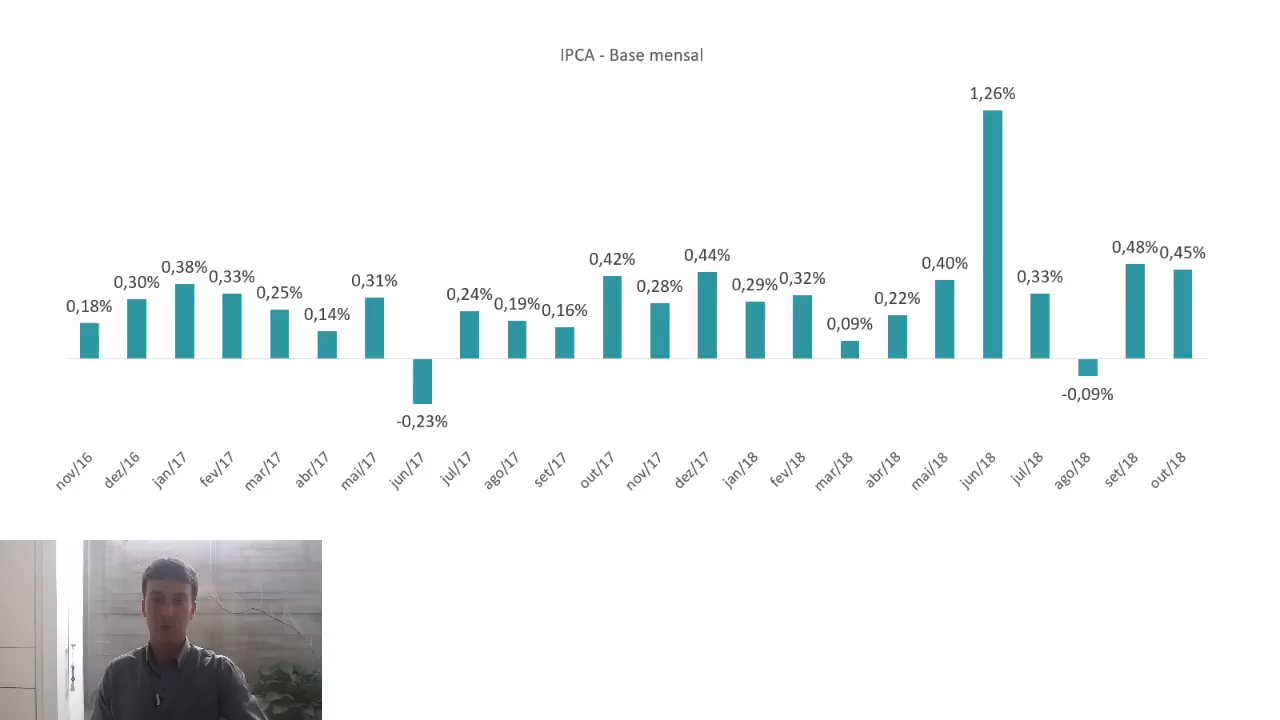 IPCA - Base mensal
1,26%
0,18%
0,30%
0,38%
0,33%
0,25%
0,14%
0,31%
-0,23%
0,24%
0,19%
0,16%
0,42%
0,28%
0,44%
0,29%
0,32%
0,09%
0,22%
0,40%
0,33%
-0,09%
0,48%
0,45%
nov/16
dez/16
jan/17
fev/17
mar/17
abr/17
mai/17
jun/17
jul/17
ago/17
set/17
out/17
nov/17
dez/17
jan/18
fev/18
mar/18
abr/18
mai/18
jun/18
jul/18
ago/18
set/18
out/18